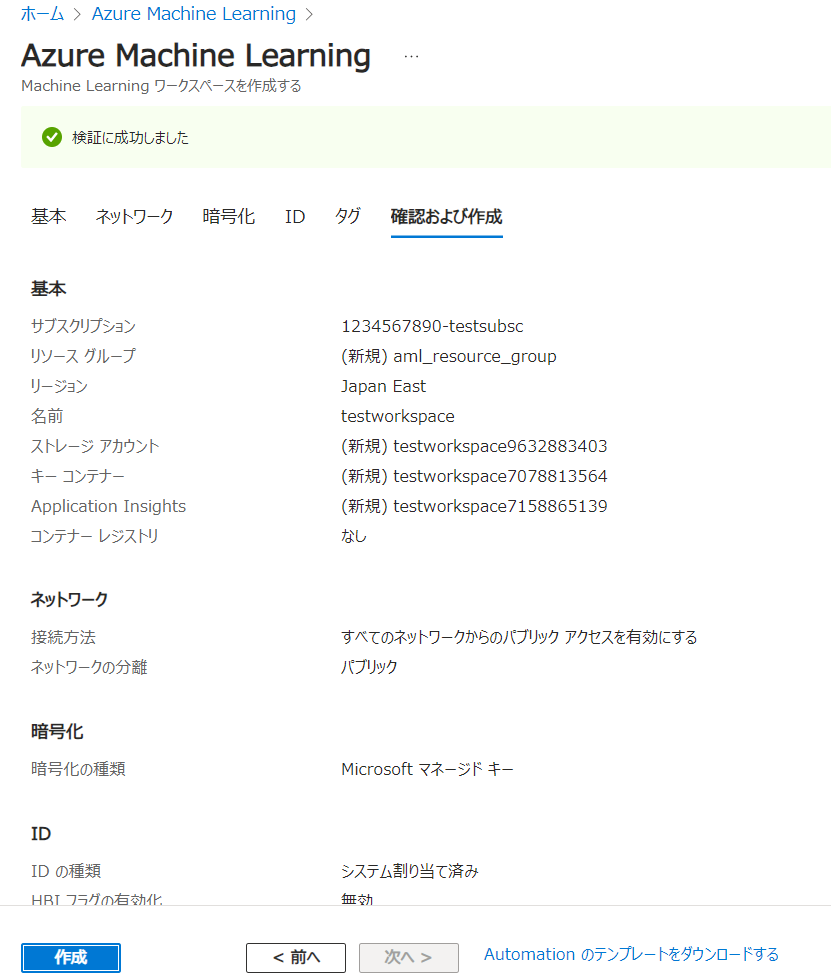 ホーム > Azure Machine Learning >
Azure Machine Learning ...
Machine Learning ワークスペースを作成する
検証に成功しました
基本 ネットワーク 暗号化 ID タグ 確認および作成
基本
サブスクリプション 1234567890-testsubsc
リソース グループ (新規) aml_resource_group
リージョン Japan East
名前 testworkspace
ストレージ アカウント (新規) testworkspace9632883403
キー コンテナー (新規) testworkspace7078813564
Application Insights (新規) testworkspace7158865139
コンテナー レジストリ なし
ネットワーク
接続方法 すべてのネットワークからのパブリック アクセスを有効にする
ネットワークの分離 パブリック
暗号化
暗号化の種類 Microsoft マネージド キー
ID
ID の種類 システム割り当て済み
HBI フラグの有効化 無効
作成 < 前へ 次へ > Automation のテンプレートをダウンロードする